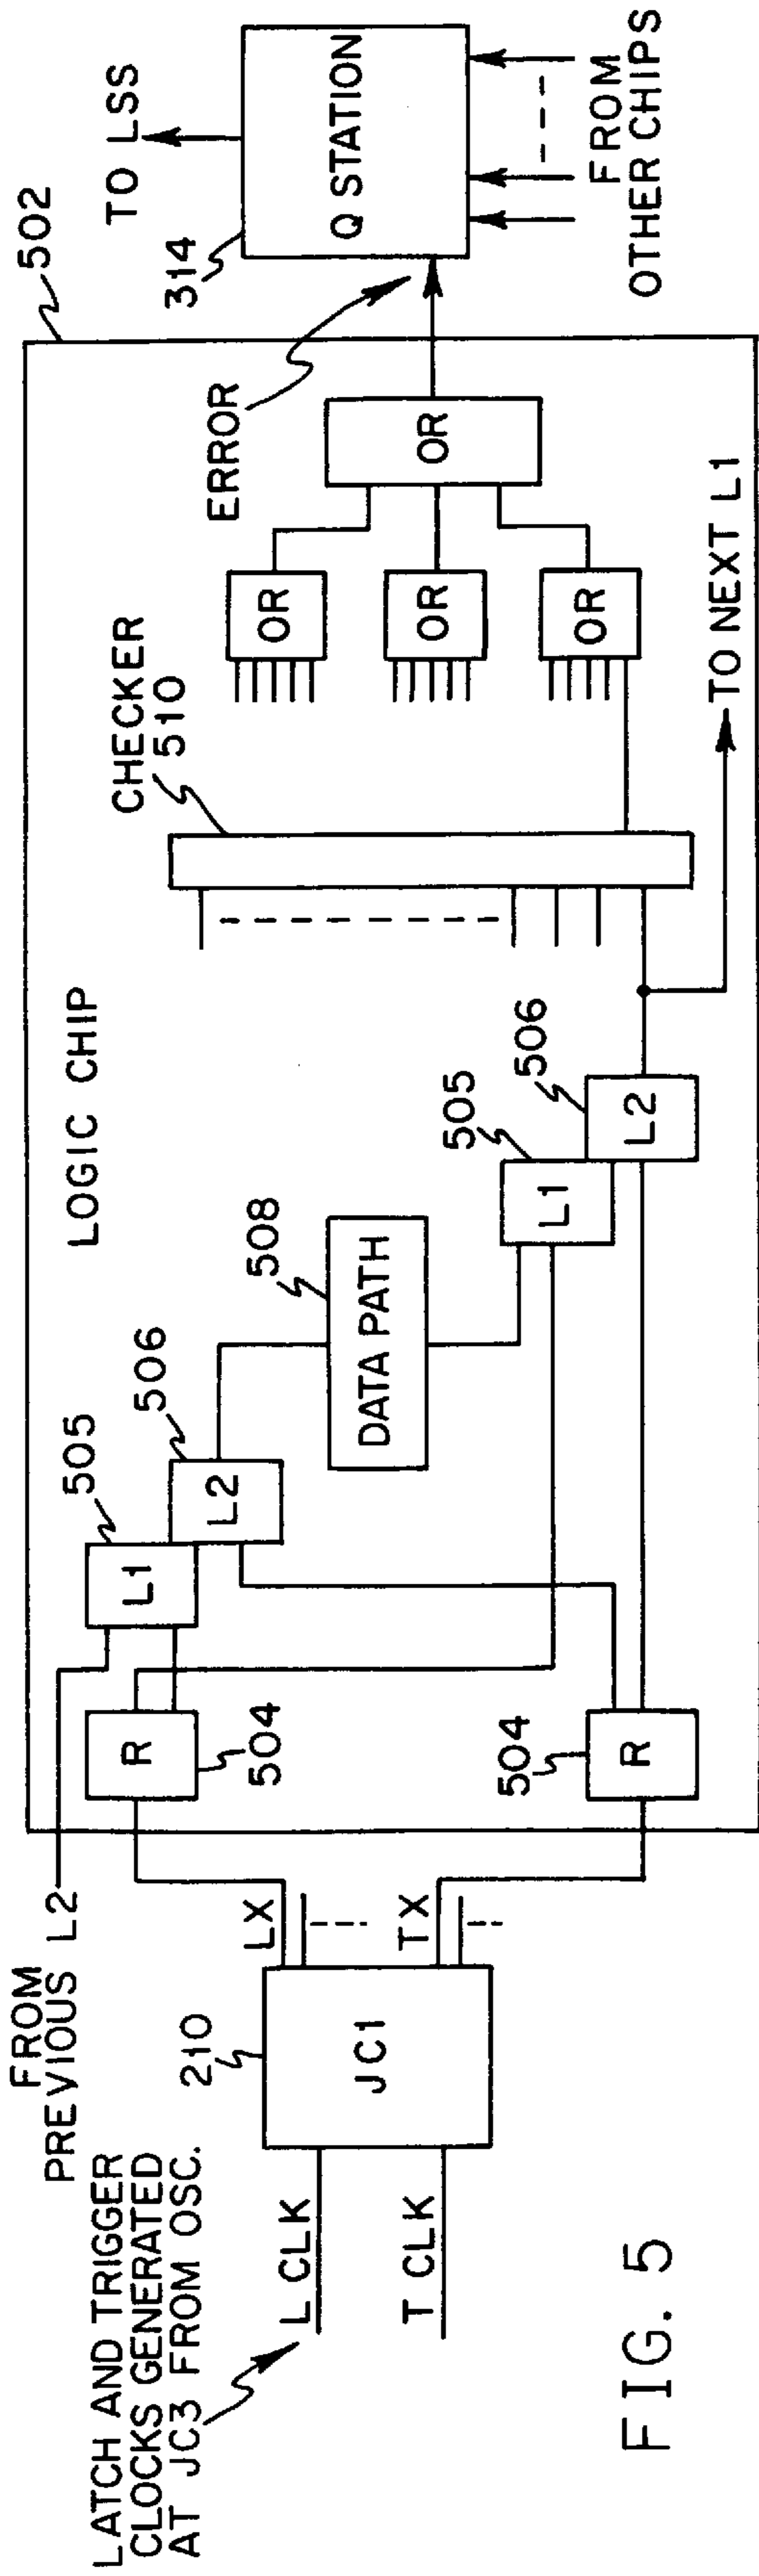 LATCH AND TRIGGER
CLOCKS GENERATED
AT JC3 FROM OSC.
L CLK
T CLK
FROM
PREVIOUS L2
210
JC1
LX
TX
R
504
R
504
L1
505
L2
506
DATA PATH
508
L1
505
L2
506
LOGIC CHIP
CHECKER
510
TO NEXT L1
OR
OR
OR
OR
ERROR
502
314
Q STATION
TO LSS
FROM
OTHER CHIPS
FIG. 5